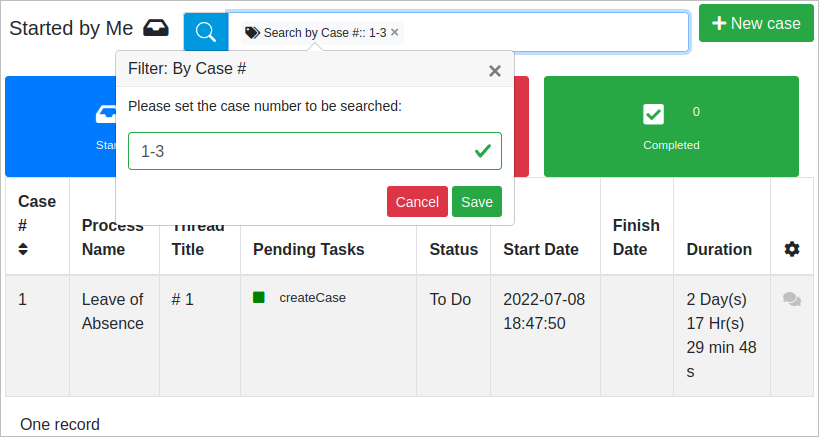 Started by Me
Search by Case #:: 1-3 ×
New case
Filter: By Case #
×
Please set the case number to be searched:
1-3
Cancel
Save
Star
0
Completed
Case
#
Process
Name
Thread
Title
Pending Tasks
Status
Start Date
Finish
Date
Duration
1
Leave of
Absence
# 1
createCase
To Do
2022-07-08
18:47:50
2 Day(s)
17 Hr(s)
29 min 48
s
One record